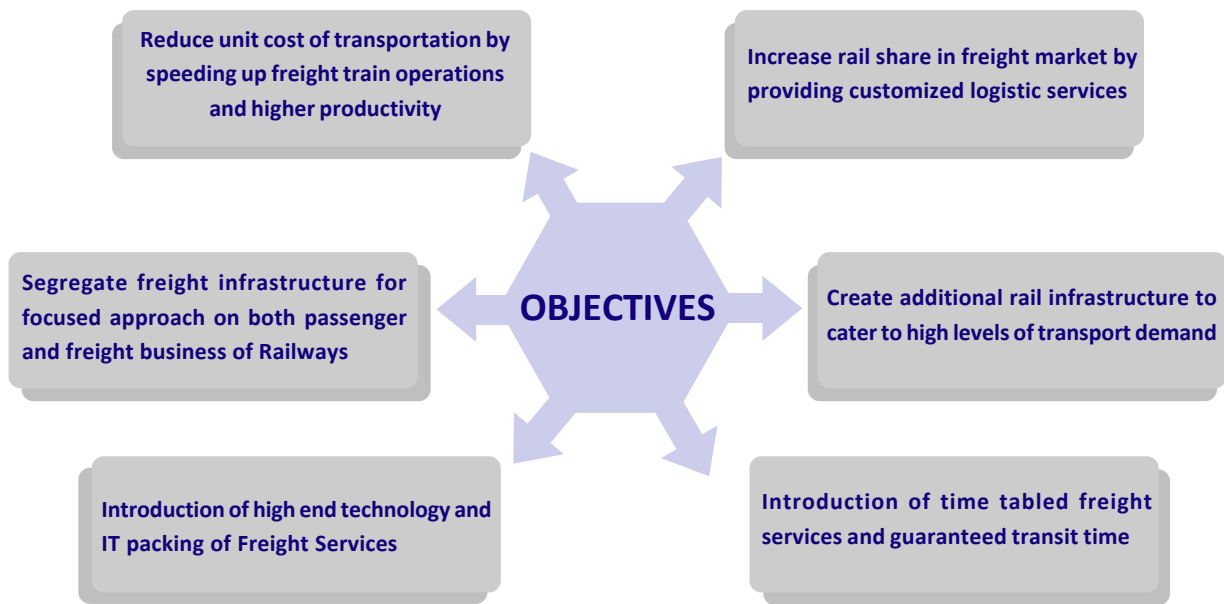 Reduce unit cost of transportation by
speeding up freight train operations
and higher productivity
Increase rail share in freight market by
providing customized logistic services
Segregate freight infrastructure for
focused approach on both passenger
and freight business of Railways
OBJECTIVES
Create additional rail infrastructure to
cater to high levels of transport demand
Introduction of high end technology and
IT packing of Freight Services
Introduction of time tabled freight
services and guaranteed transit time